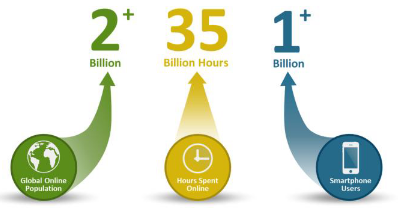 2+
Billion
35
Billion Hours
1+
Billion
Global Online
Population
Hours Spent
Online
Smartphone
Users